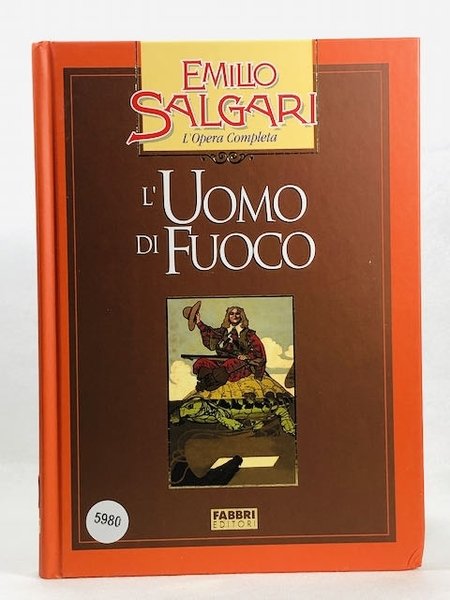 EMILIO
SALGARI
L'Opera Completa
L'UOMO
DI FUOCO
5980
FABBRI
EDITORI